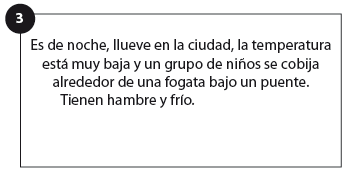 3
Es de noche, llueve en la ciudad, la temperatura
está muy baja y un grupo de niños se cobija
alrededor de una fogata bajo un puente.
Tienen hambre y frío.